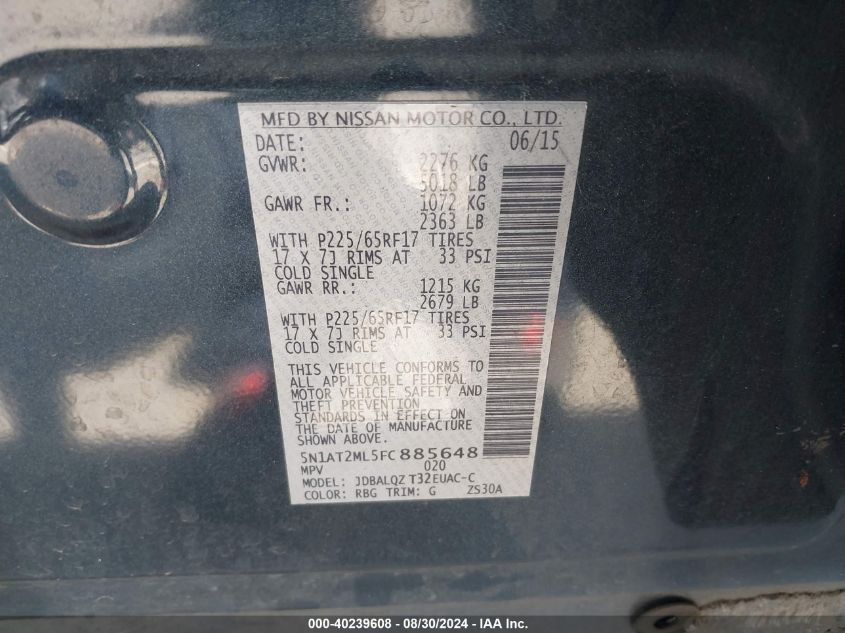 MFD BY NISSAN MOTOR CO., LTD.
DATE: 06/15
GVWR: 2276 KG
5018 LB
GAWR FR.: 1072 KG
2363 LB
WITH P225/65RF17 TIRES
17 X 7J RIMS AT 33 PSI
COLD SINGLE
GAWR RR.: 1215 KG
2679 LB
WITH P225/65RF17 TIRES
17 X 7J RIMS AT 33 PSI
COLD SINGLE
THIS VEHICLE CONFORMS TO
ALL APPLICABLE FEDERAL
MOTOR VEHICLE SAFETY AND
THEFT PREVENTION
STANDARDS IN EFFECT ON
THE DATE OF MANUFACTURE
SHOWN ABOVE.
5N1AT2ML5FC885648
MPV 020
MODEL: JDBALQZ T32EUAC-C
COLOR: RBG TRIM: G ZS30A
000-40239608 - 08/30/2024 - IAA Inc.